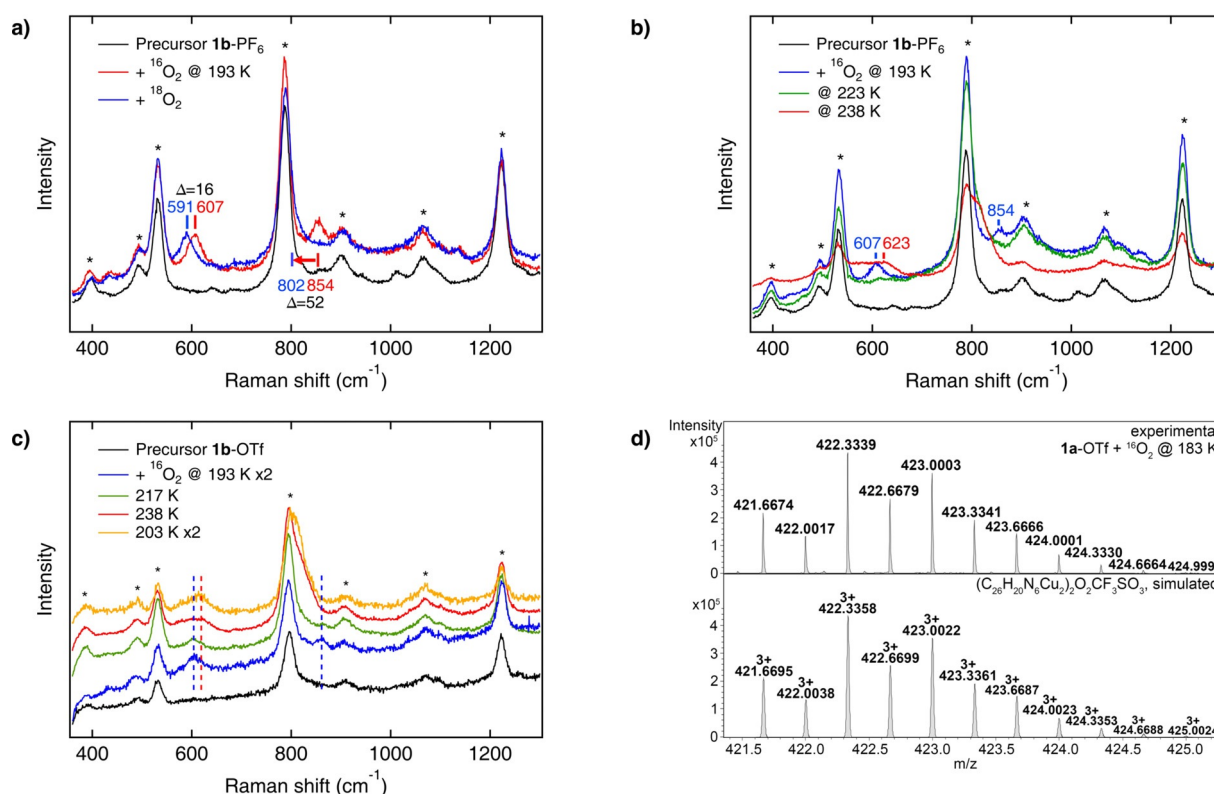 a)
Precursor 1b-PF₆
+ ¹⁶O₂ @ 193 K
+ ¹⁸O₂
*
*
*
*
*
*
Δ=16
591 607
802 854
Δ=52
Intensity
400 600 800 1000 1200
Raman shift (cm⁻¹)
b)
Precursor 1b-PF₆
+ ¹⁶O₂ @ 193 K
@ 223 K
@ 238 K
*
*
*
*
*
*
*
607 623
854
Intensity
400 600 800 1000 1200
Raman shift (cm⁻¹)
c)
Precursor 1b-OTf
+ ¹⁶O₂ @ 193 K x2
217 K
238 K
203 K x2
*
*
*
*
*
*
*
Intensity
400 600 800 1000 1200
Raman shift (cm⁻¹)
d)
Intensity
x10⁵
experimenta
1a-OTf + ¹⁶O₂ @ 183 K
4
3
2
1
0
421.6674
422.0017
422.3339
422.6679
423.0003
423.3341
423.6666
424.0001
424.3330
424.6664
424.999
(C₂₆H₂₀N₆Cu₂)₂O₂CF₃SO₃, simulated
x10⁵
4
3
2
1
0
3+
421.6695
3+
422.0038
3+
422.3358
3+
422.6699
3+
423.0022
3+
423.3361
3+
423.6687
3+
424.0023
3+
424.3353
3+
424.6688
3+
425.0024
421.5 422.0 422.5 423.0 423.5 424.0 424.5 425.0
m/z